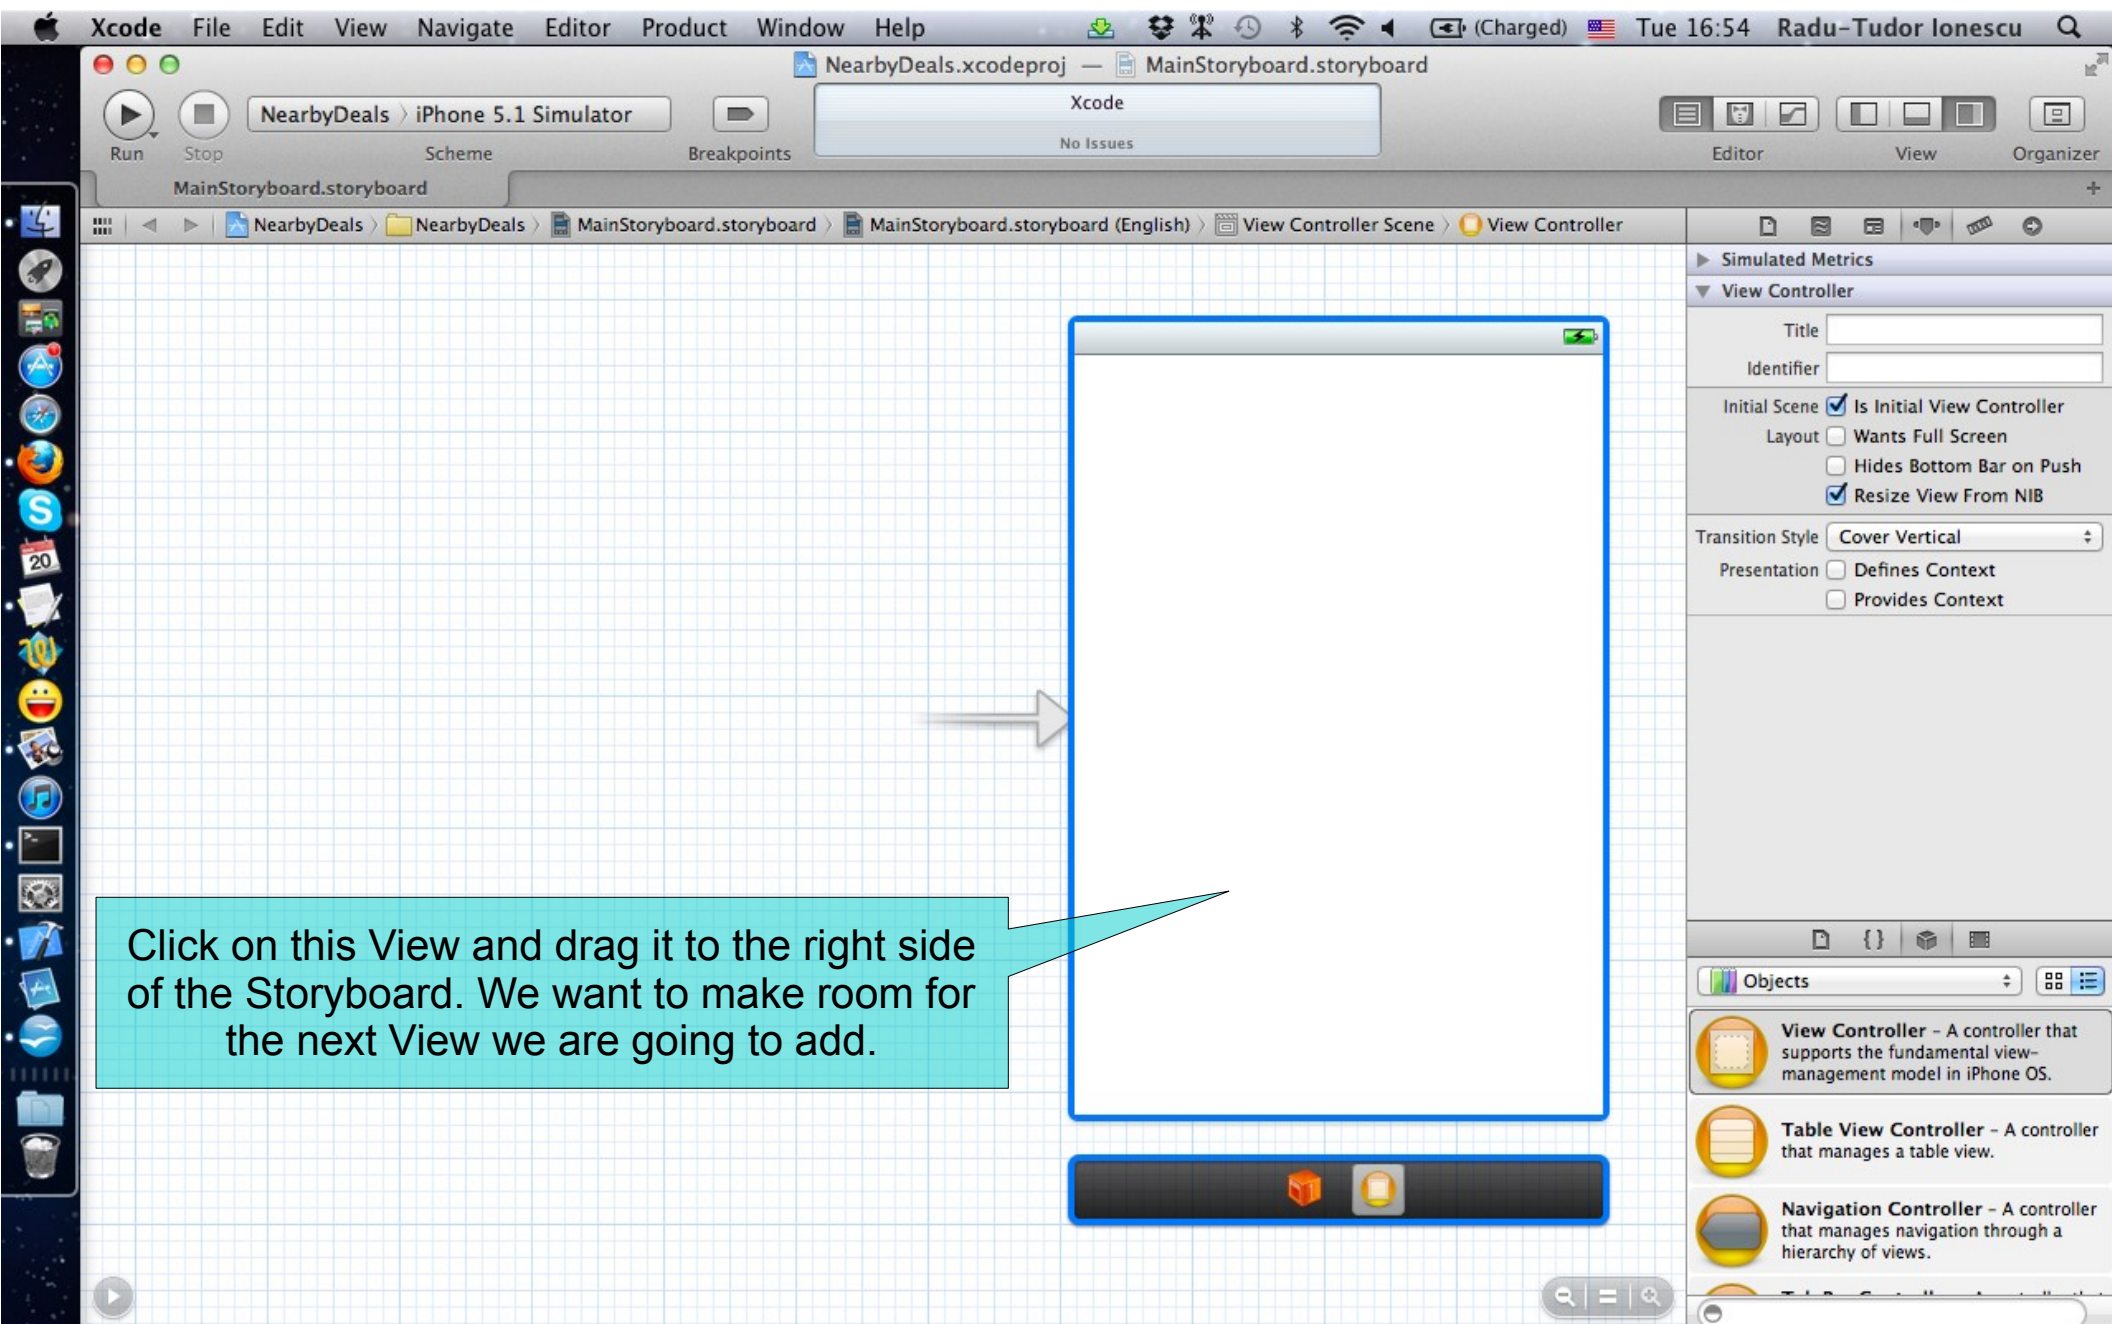 Xcode File Edit View Navigate Editor Product Window Help (Charged) Tue 16:54 Radu-Tudor Ionescu
NearbyDeals.xcodeproj — MainStoryboard.storyboard
NearbyDeals 〉 iPhone 5.1 Simulator
Xcode
No Issues
Run Stop Scheme Breakpoints Editor View Organizer
MainStoryboard.storyboard
NearbyDeals 〉 NearbyDeals 〉 MainStoryboard.storyboard 〉 MainStoryboard.storyboard (English) 〉 View Controller Scene 〉 View Controller
Simulated Metrics
View Controller
Title
Identifier
Initial Scene Is Initial View Controller
Layout Wants Full Screen
Hides Bottom Bar on Push
Resize View From NIB
Transition Style Cover Vertical
Presentation Defines Context
Provides Context
20
Click on this View and drag it to the right side
of the Storyboard. We want to make room for
the next View we are going to add.
{}
Objects
View Controller – A controller that
supports the fundamental view-
management model in iPhone OS.
Table View Controller – A controller
that manages a table view.
Navigation Controller – A controller
that manages navigation through a
hierarchy of views.